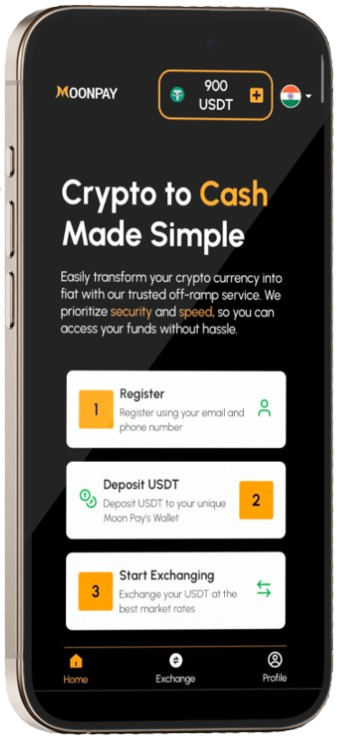 MOONPAY
900
USDT
Crypto to Cash
Made Simple
Easily transform your crypto currency into
fiat with our trusted off-ramp service. We
prioritize security and speed, so you can
access your funds without hassle.
1
Register
Register using your email and
phone number
Deposit USDT
Deposit USDT to your unique
Moon Pay's Wallet
2
3
Start Exchanging
Exchange your USDT at the
best market rates
Home
Exchange
Profile